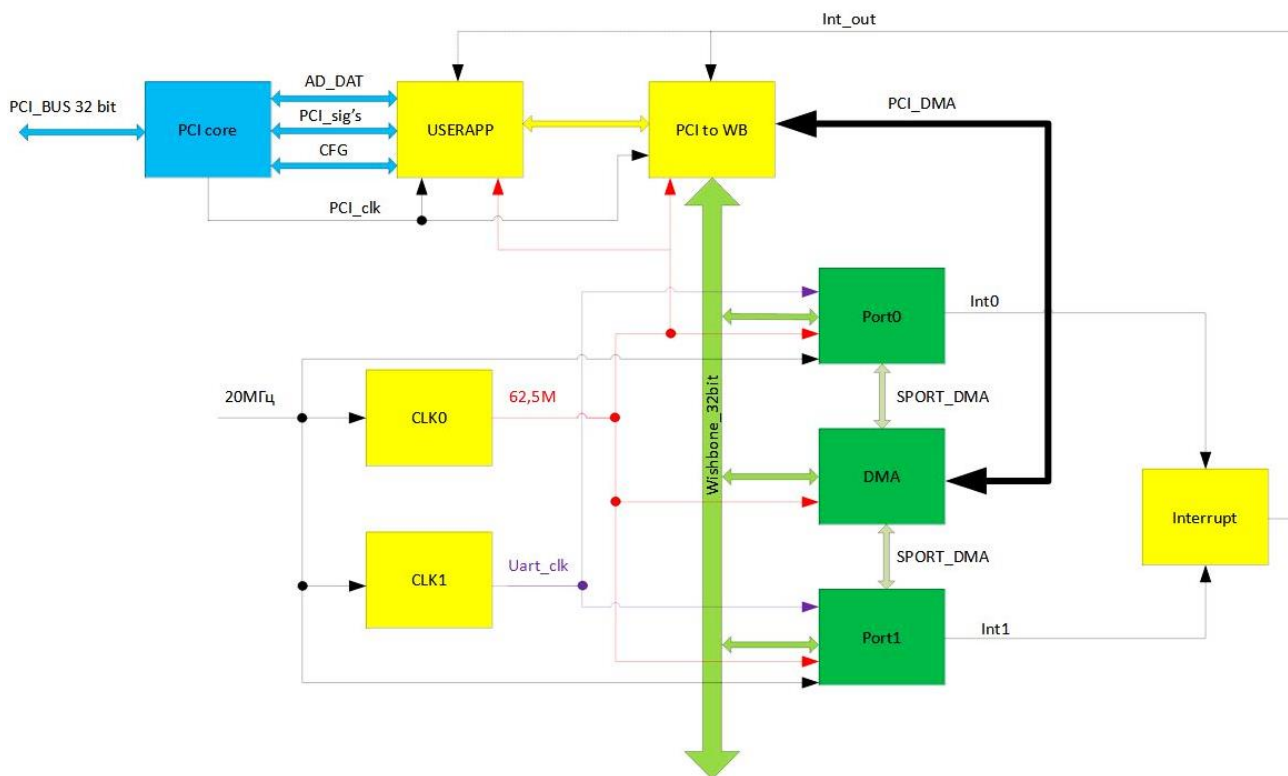 Int_out
PCI_BUS 32 bit
PCI core
AD_DAT
PCI_sig's
CFG
USERAPP
PCI to WB
PCI_DMA
PCI_clk
Port0
Int0
20МГц
CLK0
62,5M
SPORT_DMA
Wishbone_32bit
DMA
Interrupt
CLK1
Uart_clk
SPORT_DMA
Port1
Int1